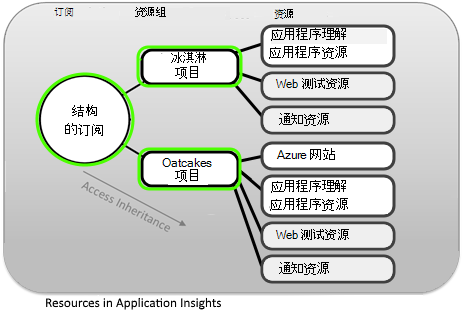 订阅 资源组 资源
结构
的订阅
冰淇淋
项目
应用程序理解
应用程序资源
Web 测试资源
通知资源
Oatcakes
项目
Azure 网站
应用程序理解
应用程序资源
Web 测试资源
通知资源
Access Inheritance
Resources in Application Insights